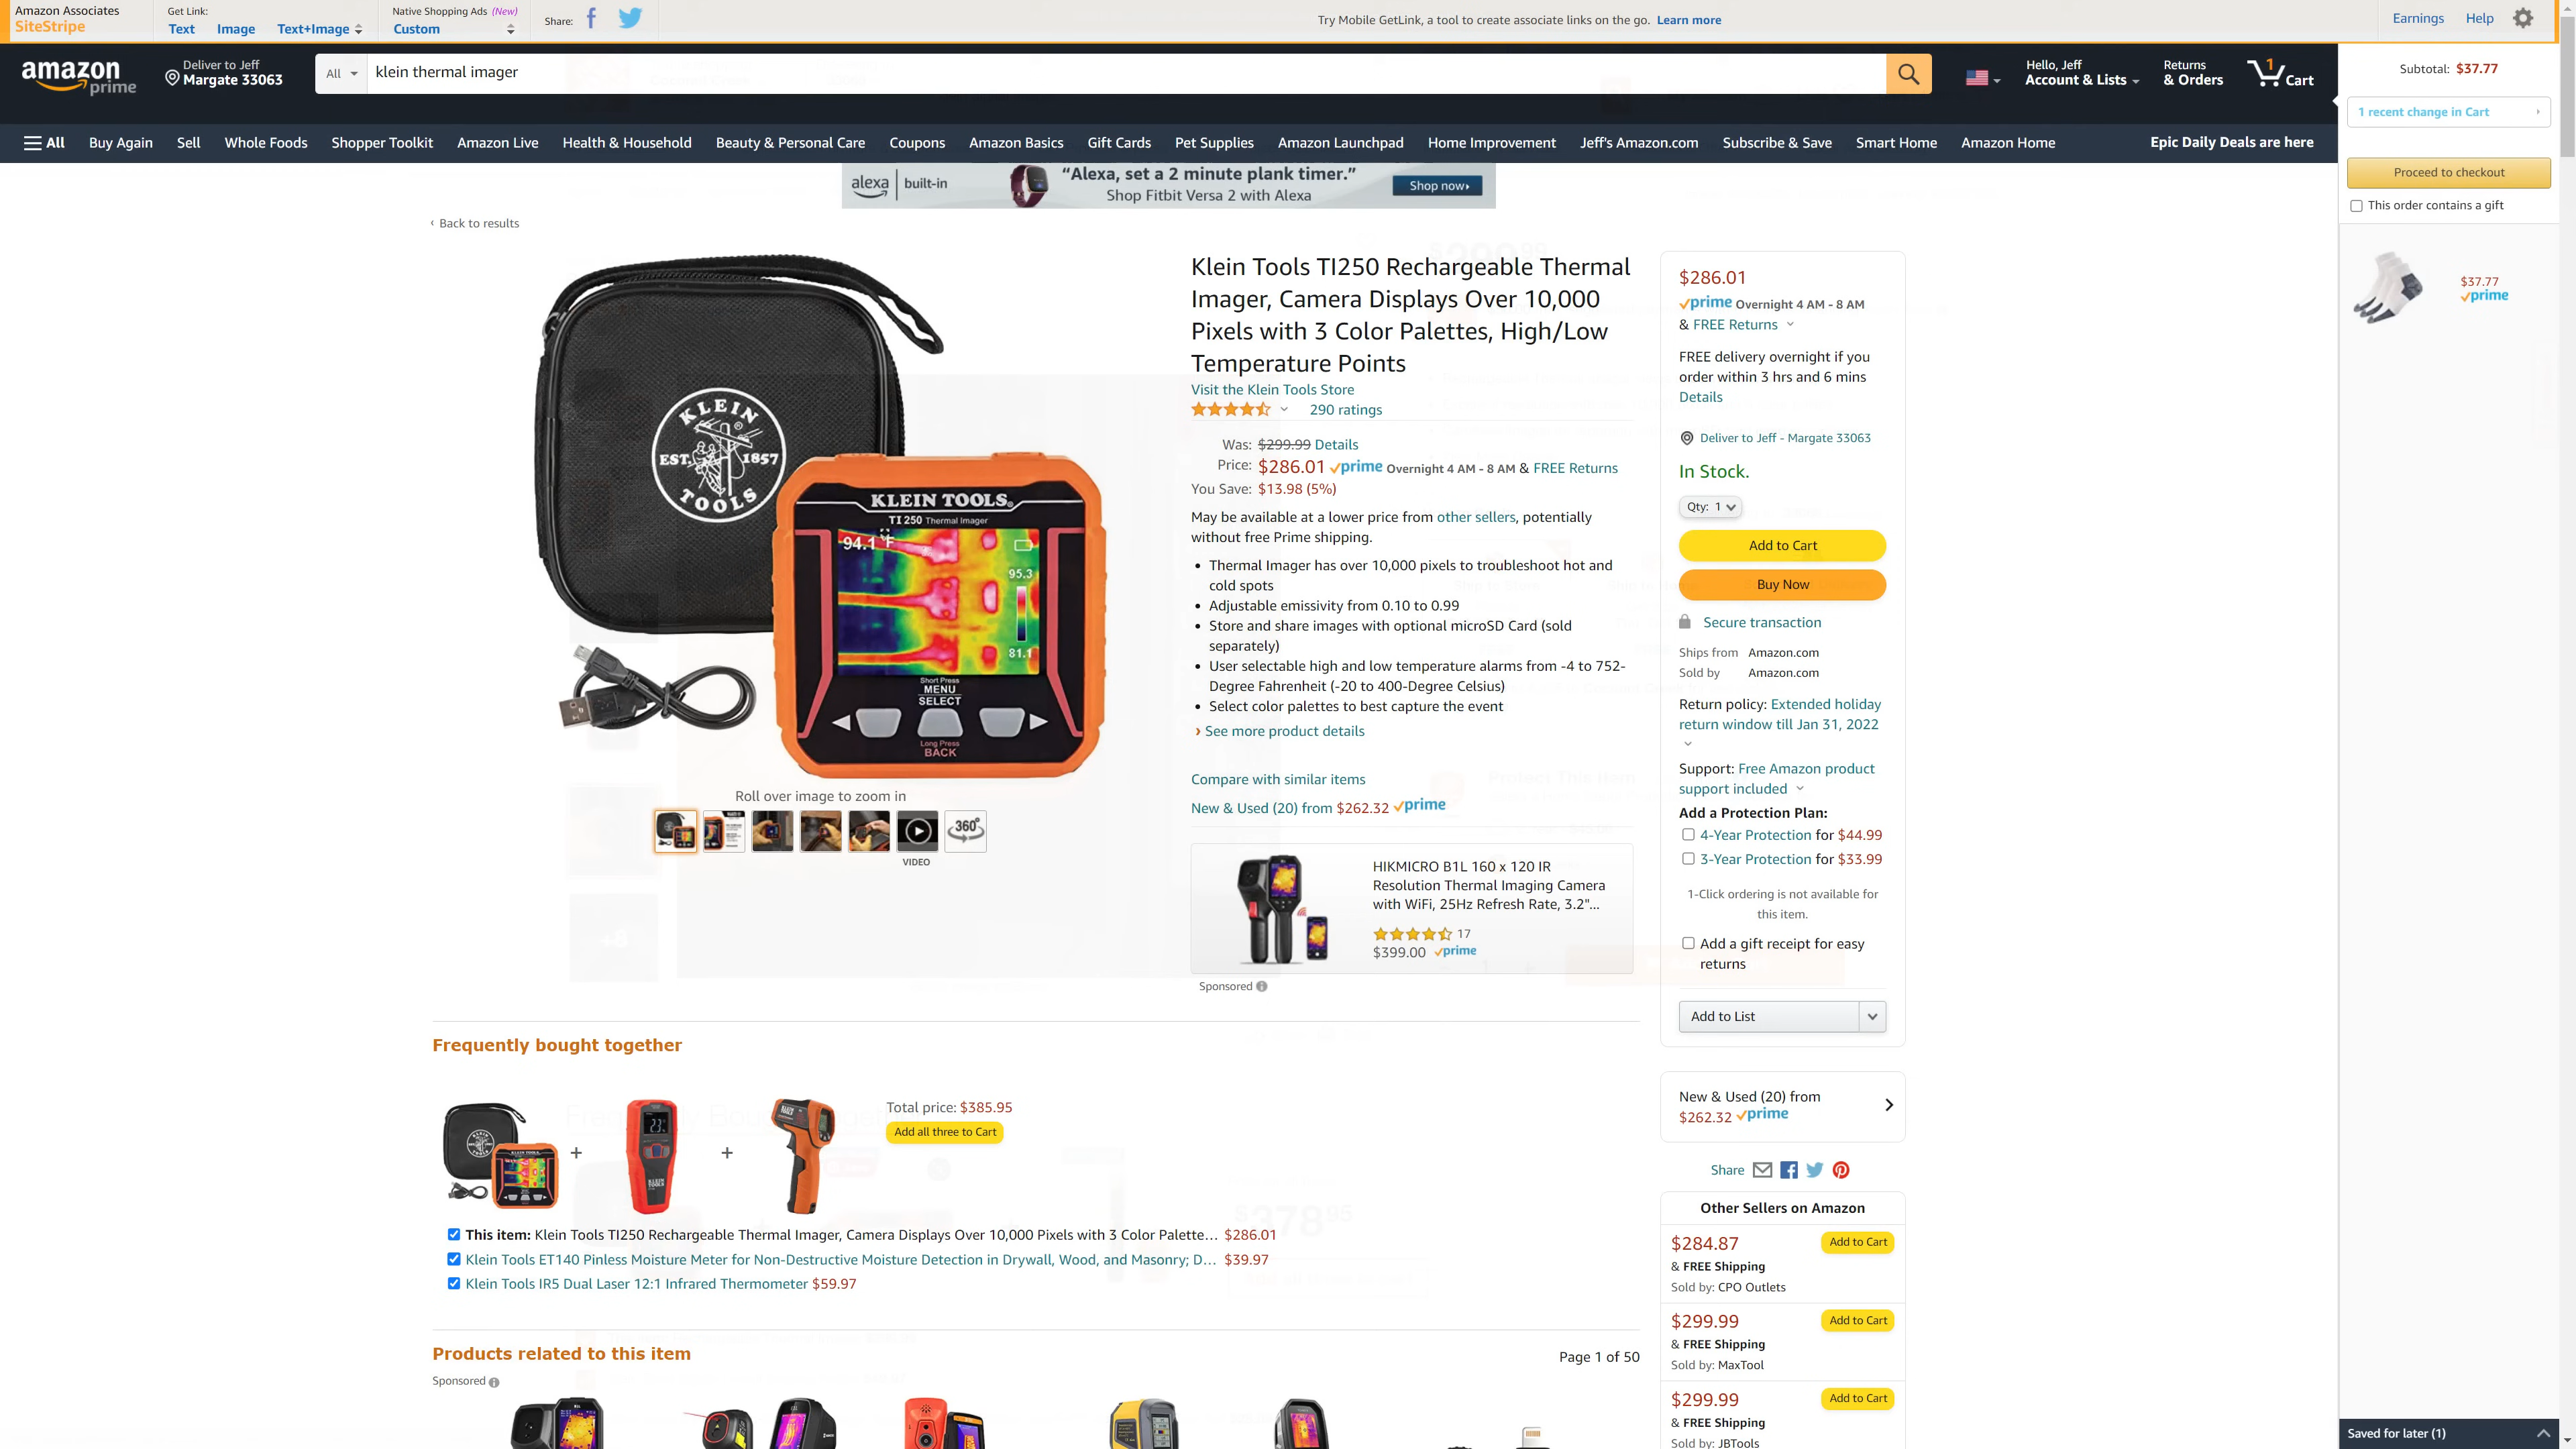 Amazon Associates
SiteStripe
Get Link:
Text Image Text+Image
Native Shopping Ads (New)
Custom
Share:
Try Mobile GetLink, a tool to create associate links on the go. Learn more
Earnings Help
amazon
prime
Deliver to Jeff
Margate 33063
All
klein thermal imager
Hello, Jeff
Account & Lists
Returns
& Orders
1
Cart
All Buy Again Sell Whole Foods Shopper Toolkit Amazon Live Health & Household Beauty & Personal Care Coupons Amazon Basics Gift Cards Pet Supplies Amazon Launchpad Home Improvement Jeff's Amazon.com Subscribe & Save Smart Home Amazon Home
Epic Daily Deals are here
Subtotal: $37.77
1 recent change in Cart
Proceed to checkout
This order contains a gift
$37.77
prime
alexa built-in
“Alexa, set a 2 minute plank timer.”
Shop Fitbit Versa 2 with Alexa
Shop now
‹ Back to results
KLEIN
EST. 1857
TOOLS
KLEIN TOOLS®
TI250 Thermal Imager
94.1 °F
95.3
81.1
Short Press
MENU
SELECT
Long Press
BACK
Roll over image to zoom in
360°
VIDEO
Klein Tools TI250 Rechargeable Thermal
Imager, Camera Displays Over 10,000
Pixels with 3 Color Palettes, High/Low
Temperature Points
Visit the Klein Tools Store
290 ratings
Was: $299.99 Details
Price: $286.01 prime Overnight 4 AM - 8 AM & FREE Returns
You Save: $13.98 (5%)
May be available at a lower price from other sellers, potentially
without free Prime shipping.
• Thermal Imager has over 10,000 pixels to troubleshoot hot and
cold spots
• Adjustable emissivity from 0.10 to 0.99
• Store and share images with optional microSD Card (sold
separately)
• User selectable high and low temperature alarms from -4 to 752-
Degree Fahrenheit (-20 to 400-Degree Celsius)
• Select color palettes to best capture the event
› See more product details
Compare with similar items
New & Used (20) from $262.32 prime
HIKMICRO B1L 160 x 120 IR
Resolution Thermal Imaging Camera
with WiFi, 25Hz Refresh Rate, 3.2"...
17
$399.00 prime
Sponsored
$286.01
prime Overnight 4 AM - 8 AM
& FREE Returns
FREE delivery overnight if you
order within 3 hrs and 6 mins
Details
Deliver to Jeff - Margate 33063
In Stock.
Qty: 1
Add to Cart
Buy Now
Secure transaction
Ships from Amazon.com
Sold by Amazon.com
Return policy: Extended holiday
return window till Jan 31, 2022
Support: Free Amazon product
support included
Add a Protection Plan:
4-Year Protection for $44.99
3-Year Protection for $33.99
1-Click ordering is not available for
this item.
Add a gift receipt for easy
returns
Add to List
New & Used (20) from
$262.32 prime
Share
Other Sellers on Amazon
$284.87 Add to Cart
& FREE Shipping
Sold by: CPO Outlets
$299.99 Add to Cart
& FREE Shipping
Sold by: MaxTool
$299.99 Add to Cart
& FREE Shipping
Sold by: JBTools
Frequently bought together
+
+
Total price: $385.95
Add all three to Cart
This item: Klein Tools TI250 Rechargeable Thermal Imager, Camera Displays Over 10,000 Pixels with 3 Color Palette... $286.01
Klein Tools ET140 Pinless Moisture Meter for Non-Destructive Moisture Detection in Drywall, Wood, and Masonry; D... $39.97
Klein Tools IR5 Dual Laser 12:1 Infrared Thermometer $59.97
Products related to this item
Page 1 of 50
Sponsored
Saved for later (1)